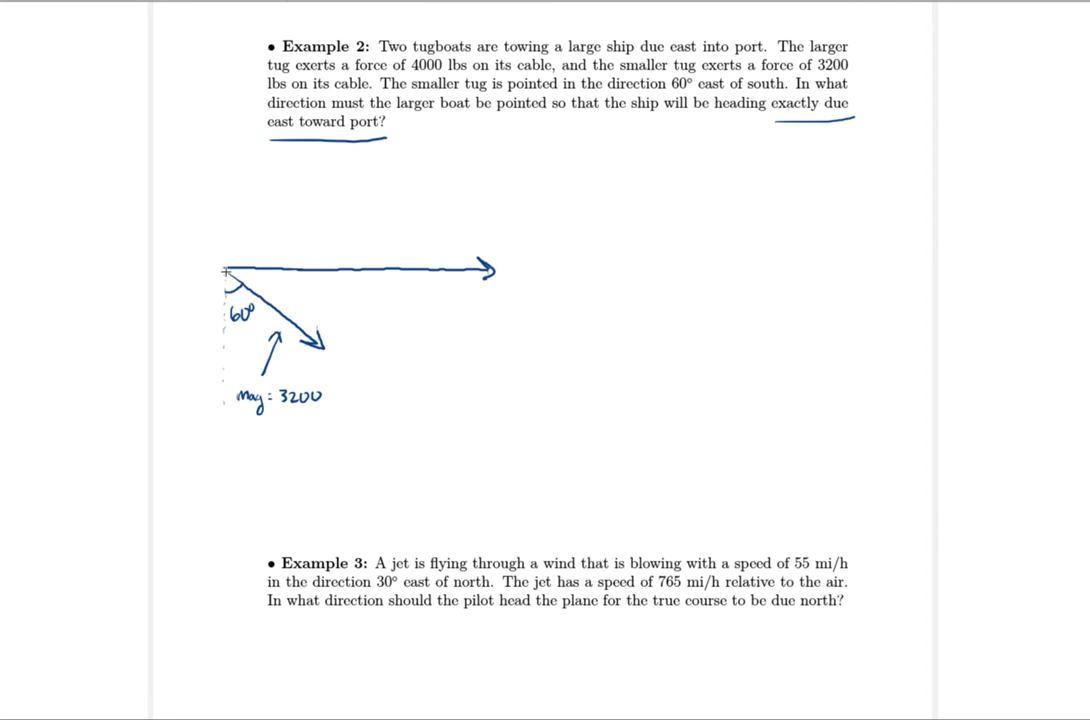 • Example 2: Two tugboats are towing a large ship due east into port. The larger
tug exerts a force of 4000 lbs on its cable, and the smaller tug exerts a force of 3200
lbs on its cable. The smaller tug is pointed in the direction 60° east of south. In what
direction must the larger boat be pointed so that the ship will be heading exactly due
east toward port?
60°
Mag: 3200
• Example 3: A jet is flying through a wind that is blowing with a speed of 55 mi/h
in the direction 30° east of north. The jet has a speed of 765 mi/h relative to the air.
In what direction should the pilot head the plane for the true course to be due north?